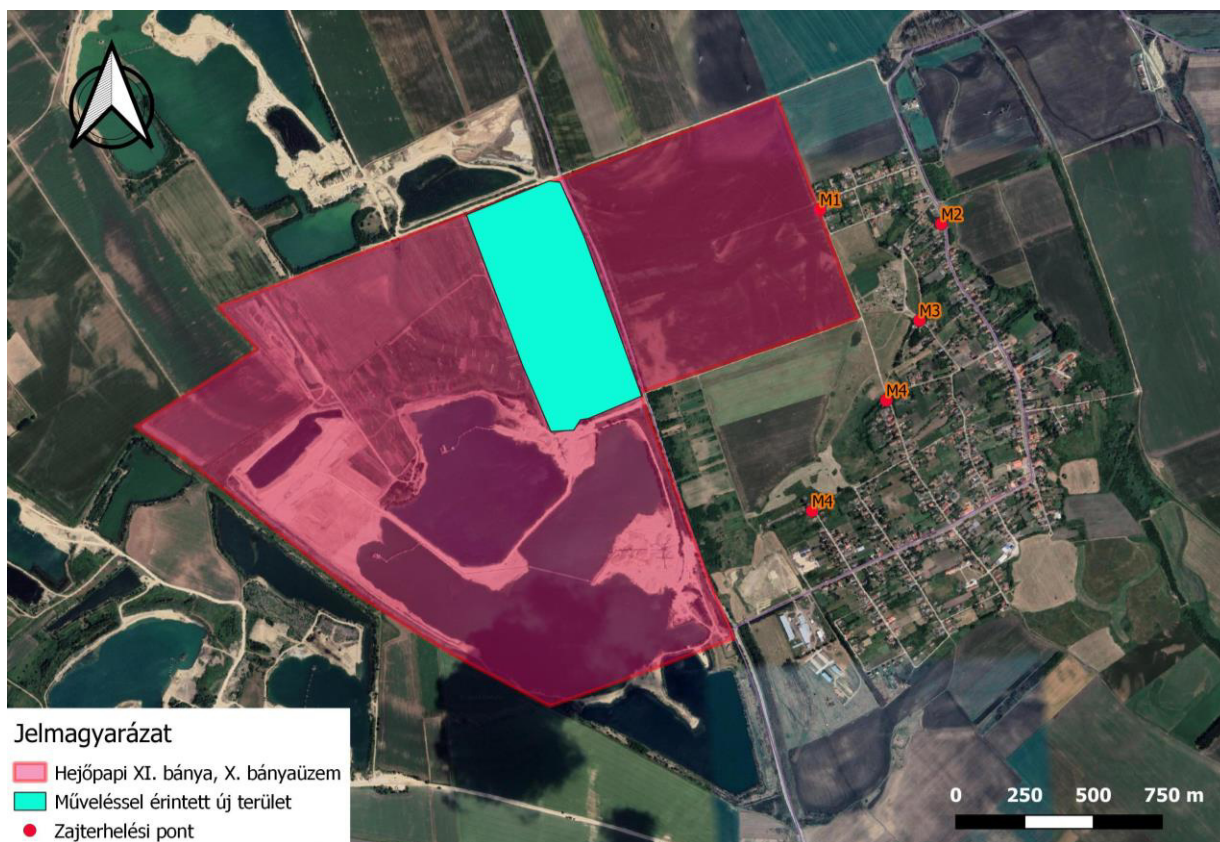 M1
M2
M3
M4
M4
Jelmagyarázat
Hejőpapi XI. bánya, X. bányaüzem
Műveléssel érintett új terület
Zajterhelési pont
0 250 500 750 m